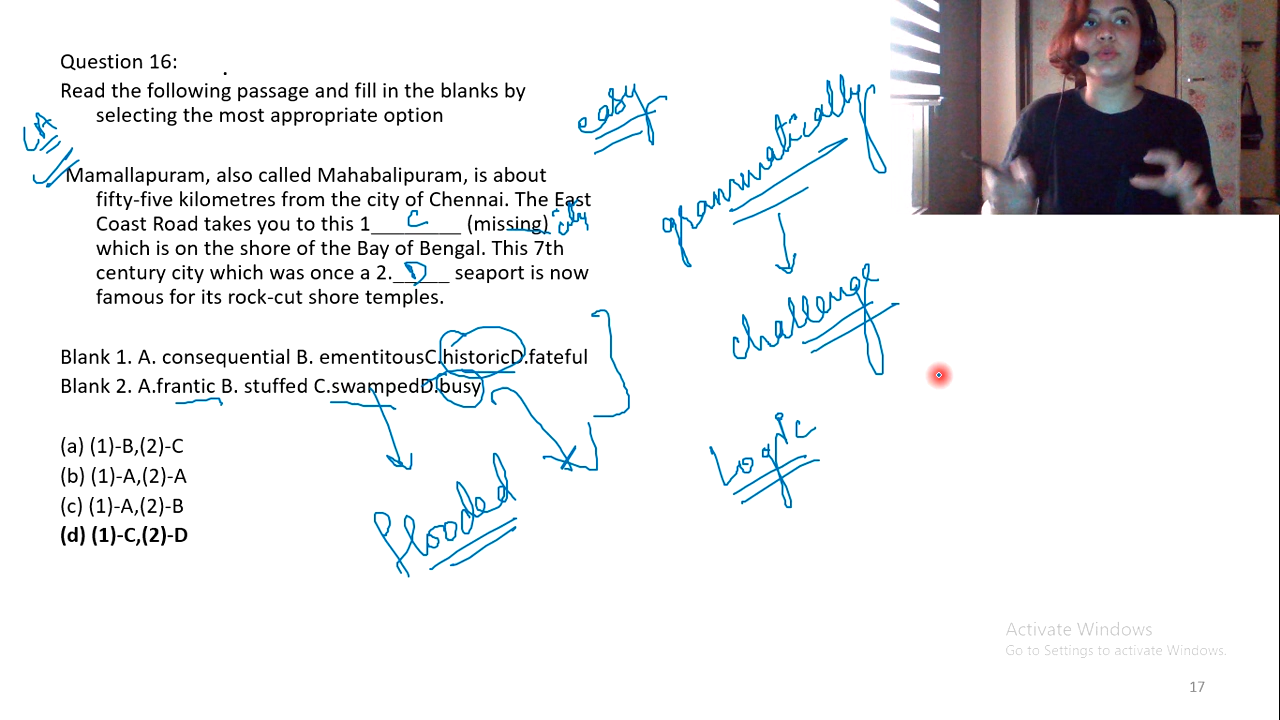 Question 16:
Read the following passage and fill in the blanks by
selecting the most appropriate option
easy
grammatically
LA
Mamallapuram, also called Mahabalipuram, is about
fifty-five kilometres from the city of Chennai. The East
Coast Road takes you to this 1___C___ (missing) city
which is on the shore of the Bay of Bengal. This 7th
century city which was once a 2.__D__ seaport is now
famous for its rock-cut shore temples.
challenge
Blank 1. A. consequential B. ementitousC.historicD.fateful
Blank 2. A.frantic B. stuffed C.swampedD.busy
Logic
(a) (1)-B,(2)-C
(b) (1)-A,(2)-A
(c) (1)-A,(2)-B
(d) (1)-C,(2)-D
flooded
Activate Windows
Go to Settings to activate Windows.
17